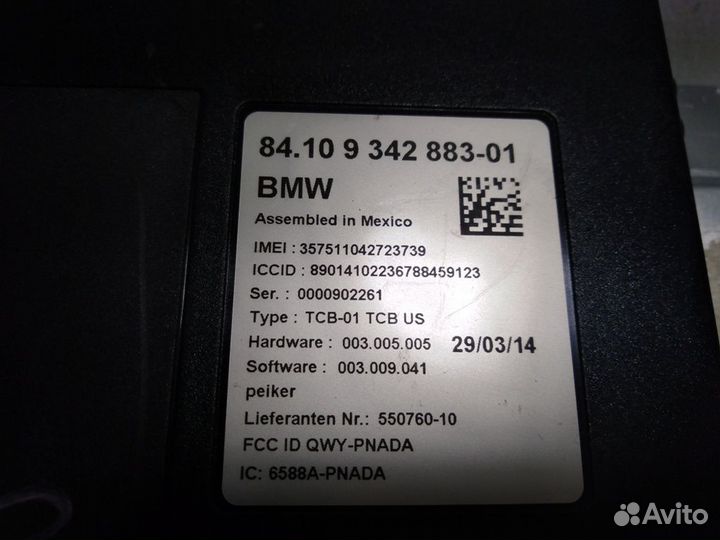 84.10 9 342 883-01
BMW
Assembled in Mexico
IMEI : 357511042723739
ICCID : 89014102236788459123
Ser. : 0000902261
Type : TCB-01 TCB US
Hardware : 003.005.005 29/03/14
Software : 003.009.041
peiker
Lieferanten Nr.: 550760-10
FCC ID QWY-PNADA
IC: 6588A-PNADA
Avito